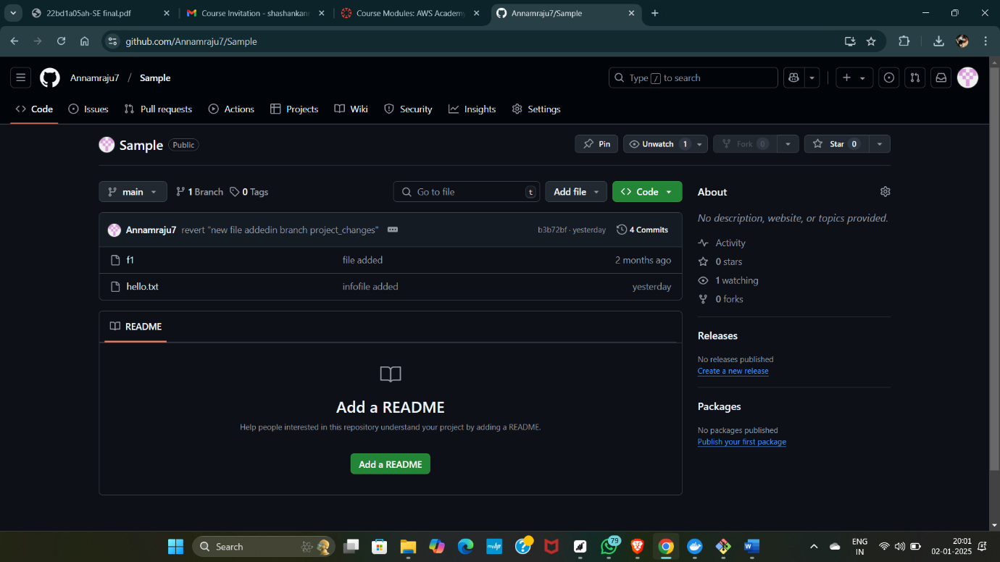 22bd1a05ah-SE final.pdf
Course Invitation - shashankanr
Course Modules: AWS Academy
Annamraju7/Sample
github.com/Annamraju7/Sample
Annamraju7 / Sample
Type / to search
Code
Issues
Pull requests
Actions
Projects
Wiki
Security
Insights
Settings
Sample Public
Pin
Unwatch 1
Fork 0
Star 0
main
1 Branch
0 Tags
Go to file t
Add file
Code
About
No description, website, or topics provided.
Annamraju7 revert "new file addedin branch project_changes"
b3b72bf · yesterday
4 Commits
f1 file added 2 months ago
hello.txt infofile added yesterday
Activity
0 stars
1 watching
0 forks
README
Add a README
Help people interested in this repository understand your project by adding a README.
Add a README
Releases
No releases published
Create a new release
Packages
No packages published
Publish your first package
Search
myhp
79
W
ENG
IN
20:01
02-01-2025